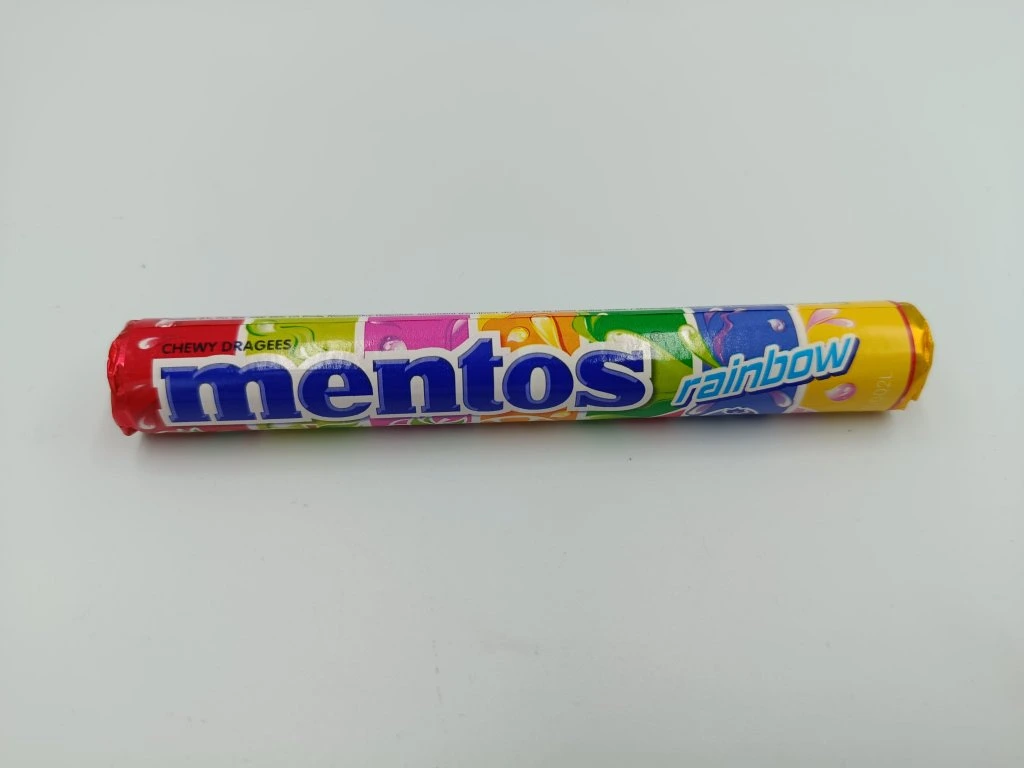 CHEWY DRAGEES
mentos
rainbow